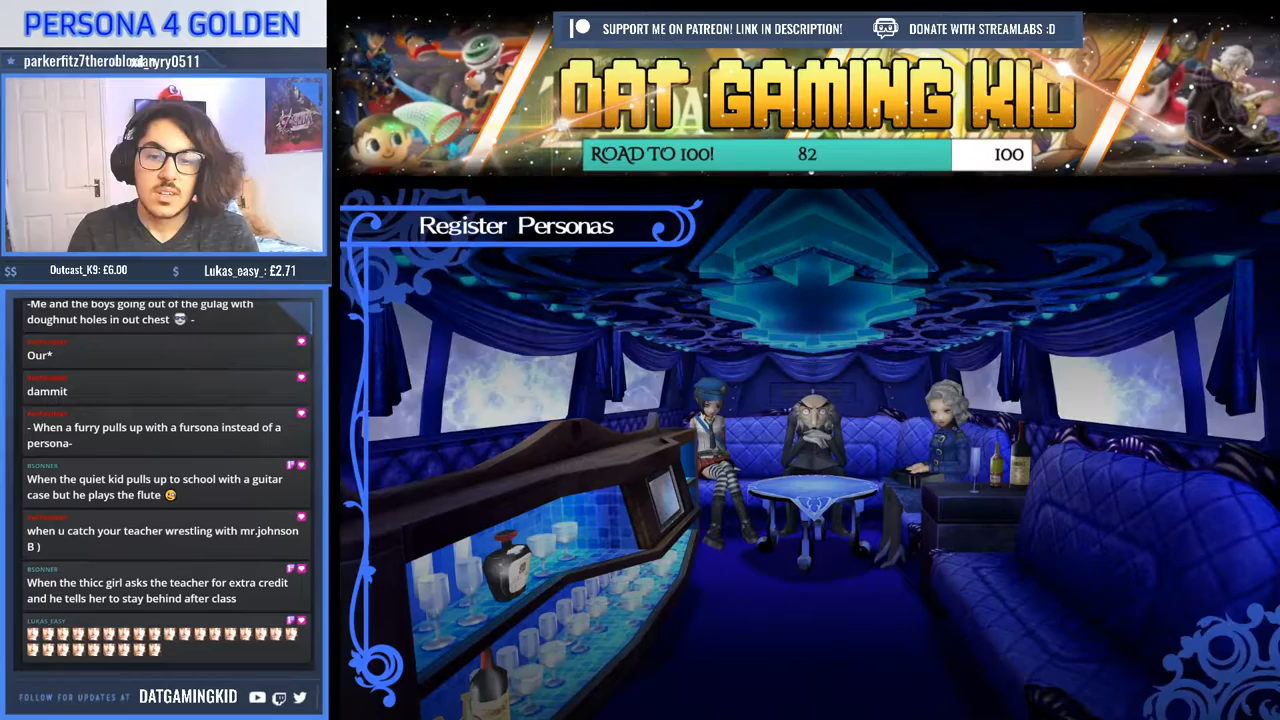 PERSONA 4 GOLDEN
SUPPORT ME ON PATREON! LINK IN DESCRIPTION!
DONATE WITH STREAMLABS :D
DAT GAMING KID
ROAD TO 100!
82
100
Register Personas
Outcast_K9: £6.00
$$
$
Lukas_easy_: £2.71
-Me and the boys going out of the gulag with
doughnut holes in out chest 😎 -
Our*
dammit
- When a furry pulls up with a fursona instead of a
persona-
BSONNER
When the quiet kid pulls up to school with a guitar
case but he plays the flute 🤣
when u catch your teacher wrestling with mr.johnson
B )
BSONNER
When the thicc girl asks the teacher for extra credit
and he tells her to stay behind after class
LUKAS_EASY
FOLLOW FOR UPDATES AT DATGAMINGKID